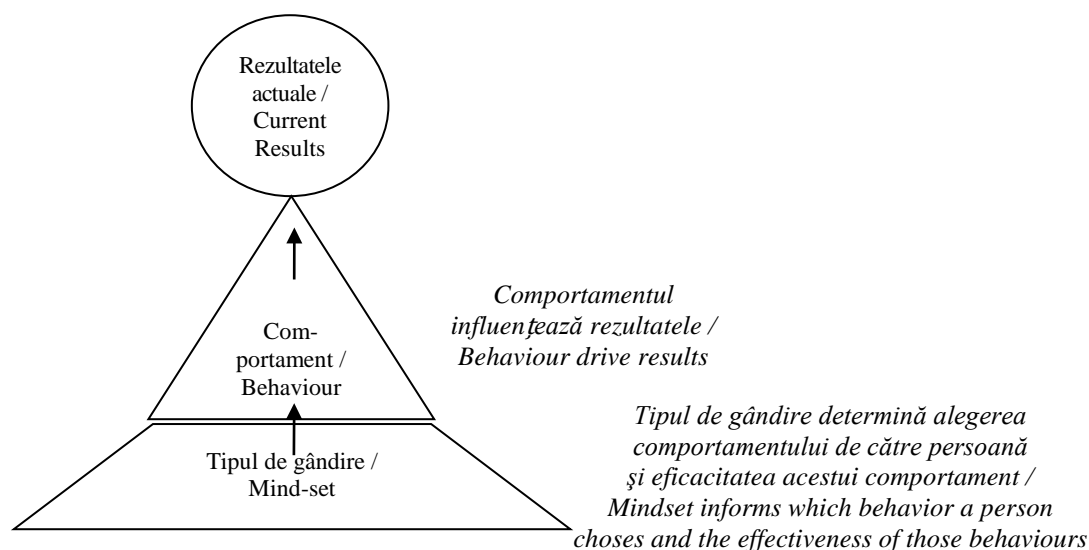 Rezultatele
actuale /
Current
Results
Comportamentul
influenţează rezultatele /
Behaviour drive results
Com-
portament /
Behaviour
Tipul de gândire /
Mind-set
Tipul de gândire determină alegerea
comportamentului de către persoană
şi eficacitatea acestui comportament /
Mindset informs which behavior a person
choses and the effectiveness of those behaviours